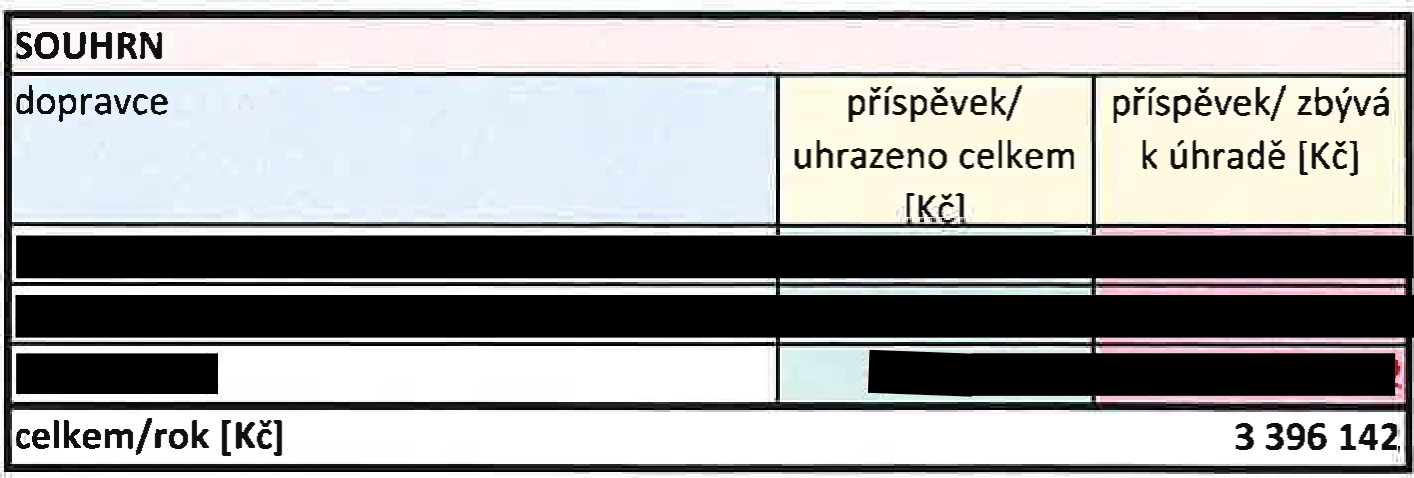 SOUHRN
dopravce
příspěvek/
uhrazeno celkem
[Kč]
příspěvek/ zbývá
k úhradě [Kč]
celkem/rok [Kč]
3 396 142